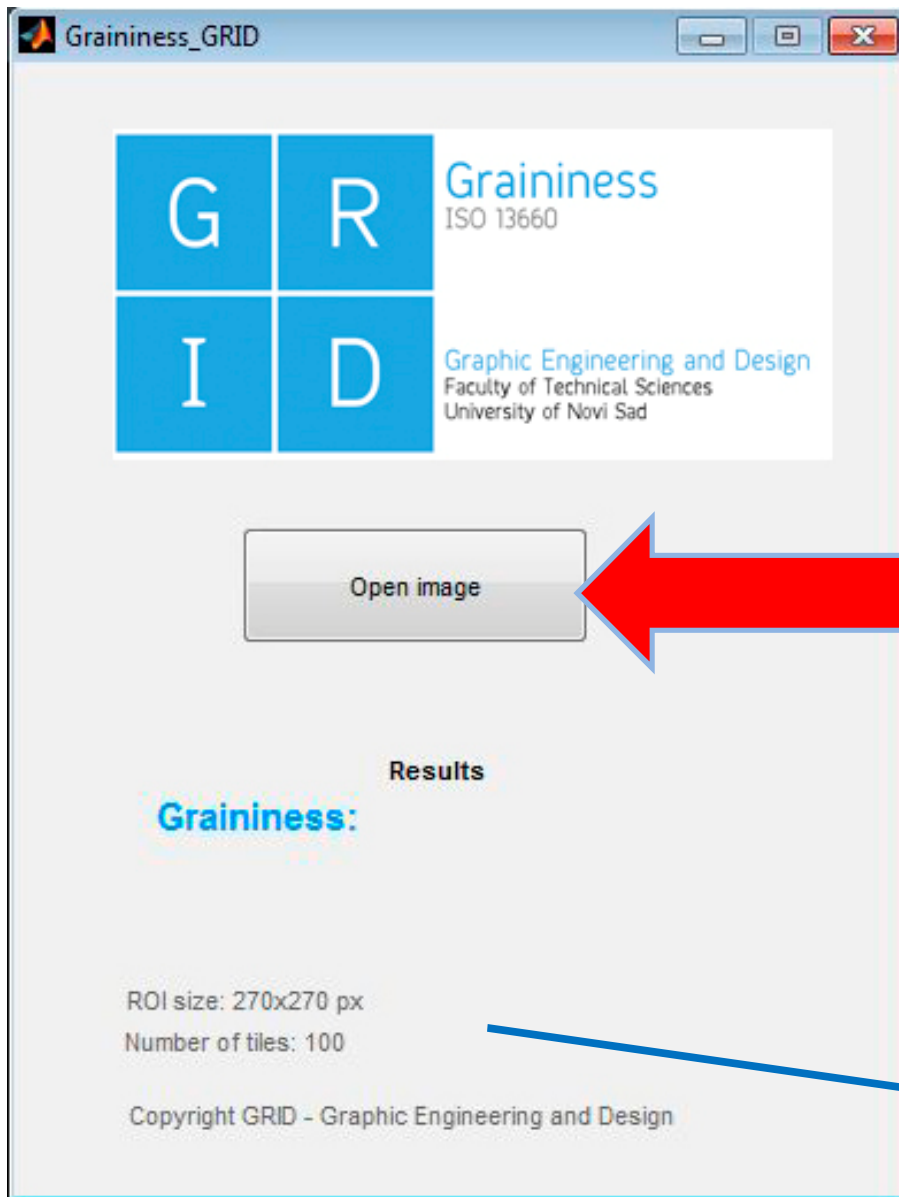 Graininess_GRID
G R
Graininess
ISO 13660
I D
Graphic Engineering and Design
Faculty of Technical Sciences
University of Novi Sad
Open image
Results
Graininess:
ROI size: 270x270 px
Number of tiles: 100
Copyright GRID - Graphic Engineering and Design